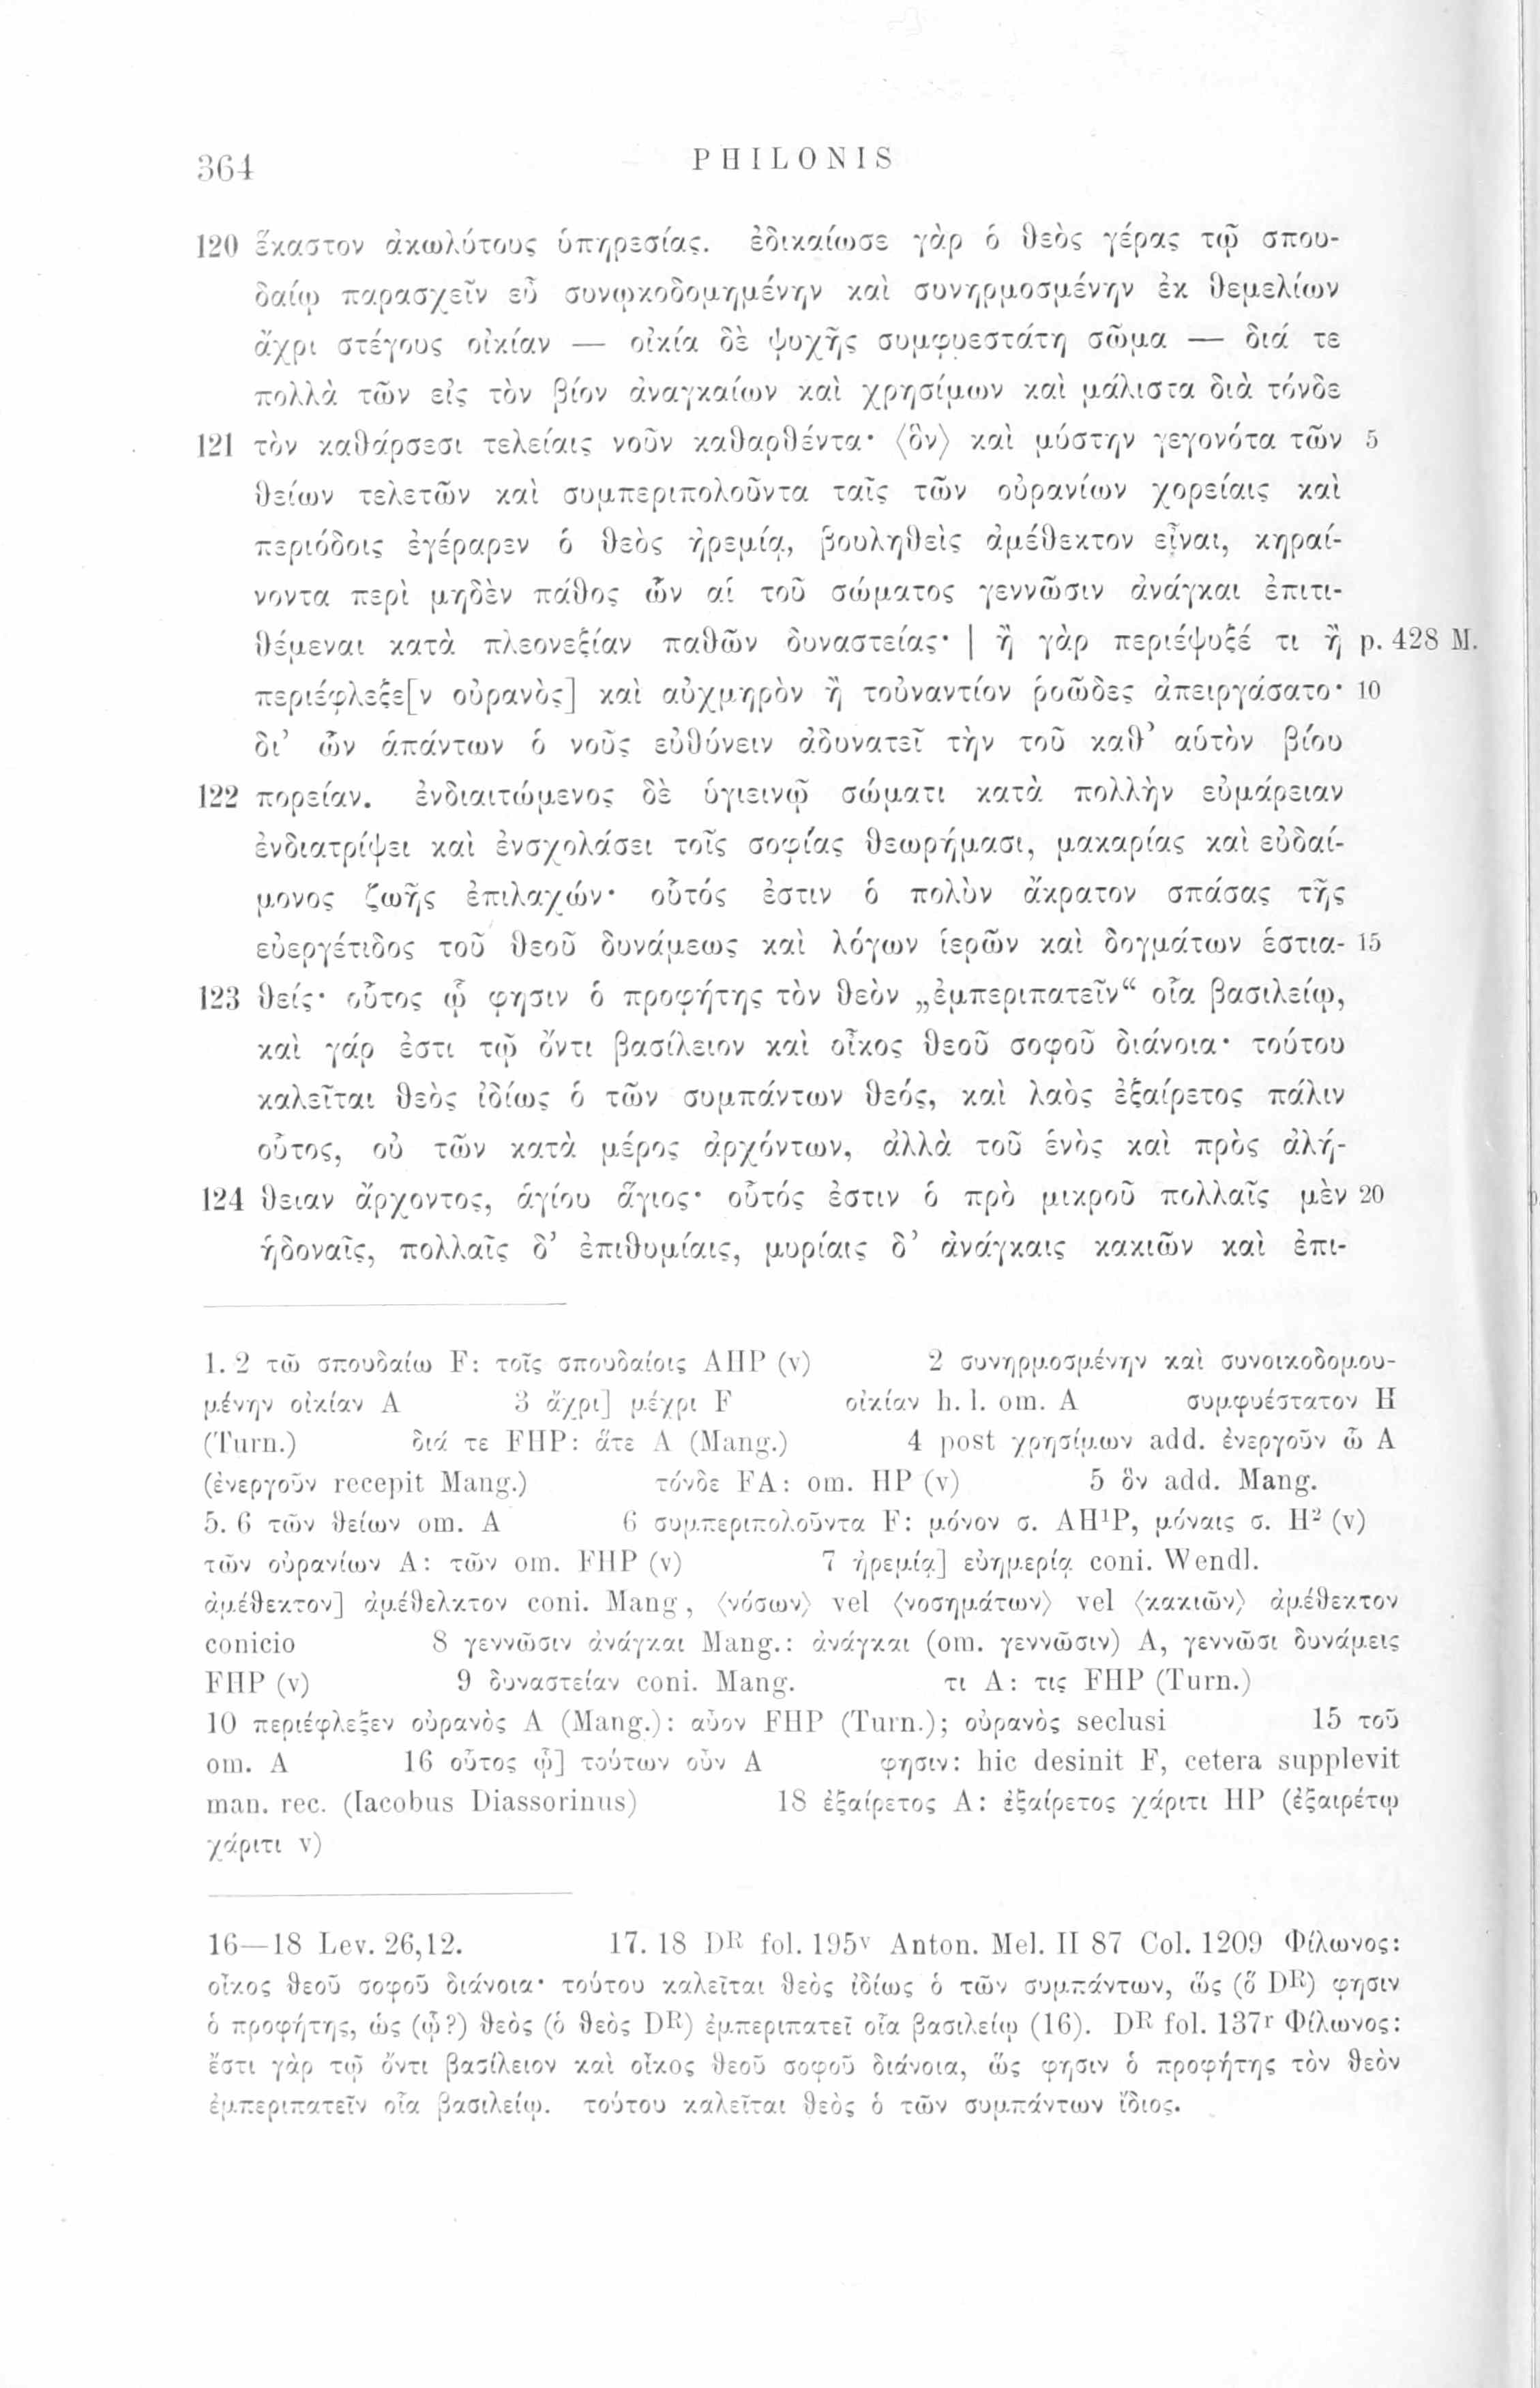 364 PHILONIS
120 ἕκαστον ἀκωλύτους ὑπηρεσίας. ἐδικαίωσε γὰρ ὁ θεὸς γέρας τῷ σπου-
δαίῳ παρασχεῖν εὖ συνῳκοδομημένην καὶ συνηρμοσμένην ἐκ θεμελίων
ἄχρι στέγους οἰκίαν — οἰκία δὲ ψυχῆς συμφυεστάτη σῶμα — διά τε
πολλὰ τῶν εἰς τὸν βίον ἀναγκαίων καὶ χρησίμων καὶ μάλιστα διὰ τόνδε
121 τὸν καθάρσεσι τελείαις νοῦν καθαρθέντα· ⟨ὃν⟩ καὶ μύστην γεγονότα τῶν 5
θείων τελετῶν καὶ συμπεριπολοῦντα ταῖς τῶν οὐρανίων χορείαις καὶ
περιόδοις ἐγέραρεν ὁ θεὸς ἠρεμίᾳ, βουληθεὶς ἀμέθεκτον εἶναι, κηραί-
νοντα περὶ μηδὲν πάθος ὧν αἱ τοῦ σώματος γεννῶσιν ἀνάγκαι ἐπιτι-
θέμεναι κατὰ πλεονεξίαν παθῶν δυναστείας· | ἢ γὰρ περιέψυξέ τι ἢ p. 428 M.
περιέφλεξε[ν οὐρανὸς] καὶ αὐχμηρὸν ἢ τοὐναντίον ῥοῶδες ἀπειργάσατο· 10
δι’ ὧν ἁπάντων ὁ νοῦς εὐθύνειν ἀδυνατεῖ τὴν τοῦ καθ’ αὑτὸν βίου
122 πορείαν. ἐνδιαιτώμενος δὲ ὑγιεινῷ σώματι κατὰ πολλὴν εὐμάρειαν
ἐνδιατρίψει καὶ ἐνσχολάσει τοῖς σοφίας θεωρήμασι, μακαρίας καὶ εὐδαί-
μονος ζωῆς ἐπιλαχών· οὗτός ἐστιν ὁ πολὺν ἄκρατον σπάσας τῆς
εὐεργέτιδος τοῦ θεοῦ δυνάμεως καὶ λόγων ἱερῶν καὶ δογμάτων ἑστια- 15
123 θείς· οὗτος ᾧ φησιν ὁ προφήτης τὸν θεὸν „ἐμπεριπατεῖν“ οἷα βασιλείῳ,
καὶ γάρ ἐστι τῷ ὄντι βασίλειον καὶ οἶκος θεοῦ σοφοῦ διάνοια· τούτου
καλεῖται θεὸς ἰδίως ὁ τῶν συμπάντων θεός, καὶ λαὸς ἐξαίρετος πάλιν
οὗτος, οὐ τῶν κατὰ μέρος ἀρχόντων, ἀλλὰ τοῦ ἑνὸς καὶ πρὸς ἀλή-
124 θειαν ἄρχοντος, ἁγίου ἅγιος· οὗτός ἐστιν ὁ πρὸ μικροῦ πολλαῖς μὲν 20
ἡδοναῖς, πολλαῖς δ’ ἐπιθυμίαις, μυρίαις δ’ ἀνάγκαις κακιῶν καὶ ἐπι-
1. 2 τῶ σπουδαίω F: τοῖς σπουδαίοις AHP (v) 2 συνηρμοσμένην καὶ συνοικοδομου-
μένην οἰκίαν A 3 ἄχρι] μέχρι F οἰκίαν h. l. om. A συμφυέστατον H
(Turn.) διά τε FHP: ἅτε A (Mang.) 4 post χρησίμων add. ἐνεργοῦν ὦ A
(ἐνεργοῦν recepit Mang.) τόνδε FA: om. HP (v) 5 ὃν add. Mang.
5. 6 τῶν θείων om. A 6 συμπεριπολοῦντα F: μόνον σ. AH¹P, μόναις σ. H² (v)
τῶν οὐρανίων A: τῶν om. FHP (v) 7 ἠρεμίᾳ] εὐημερίᾳ coni. Wendl.
ἀμέθεκτον] ἀμέθελκτον coni. Mang, ⟨νόσων⟩ vel ⟨νοσημάτων⟩ vel ⟨κακιῶν⟩ ἀμέθεκτον
conicio 8 γεννῶσιν ἀνάγκαι Mang.: ἀνάγκαι (om. γεννῶσιν) A, γεννῶσι δυνάμεις
FHP (v) 9 δυναστείαν coni. Mang. τι A: τις FHP (Turn.)
10 περιέφλεξεν οὐρανὸς A (Mang.): αὖον FHP (Turn.); οὐρανὸς seclusi 15 τοῦ
om. A 16 οὗτος ᾧ] τούτων οὖν A φησιν: hic desinit F, cetera supplevit
man. rec. (Iacobus Diassorinus) 18 ἐξαίρετος A: ἐξαίρετος χάριτι HP (ἐξαιρέτῳ
χάριτι v)
16—18 Lev. 26,12. 17. 18 Dᴿ fol. 195ᵛ Anton. Mel. II 87 Col. 1209 Φίλωνος:
οἶκος θεοῦ σοφοῦ διάνοια· τούτου καλεῖται θεὸς ἰδίως ὁ τῶν συμπάντων, ὥς (ὅ Dᴿ) φησιν
ὁ προφήτης, ὡς (ᾧ?) θεὸς (ὁ θεὸς Dᴿ) ἐμπεριπατεῖ οἷα βασιλείῳ (16). Dᴿ fol. 137ʳ Φίλωνος:
ἔστι γὰρ τῷ ὄντι βασίλειον καὶ οἶκος θεοῦ σοφοῦ διάνοια, ὥς φησιν ὁ προφήτης τὸν θεὸν
ἐμπεριπατεῖν οἷα βασιλείῳ. τούτου καλεῖται θεὸς ὁ τῶν συμπάντων ἴδιος.